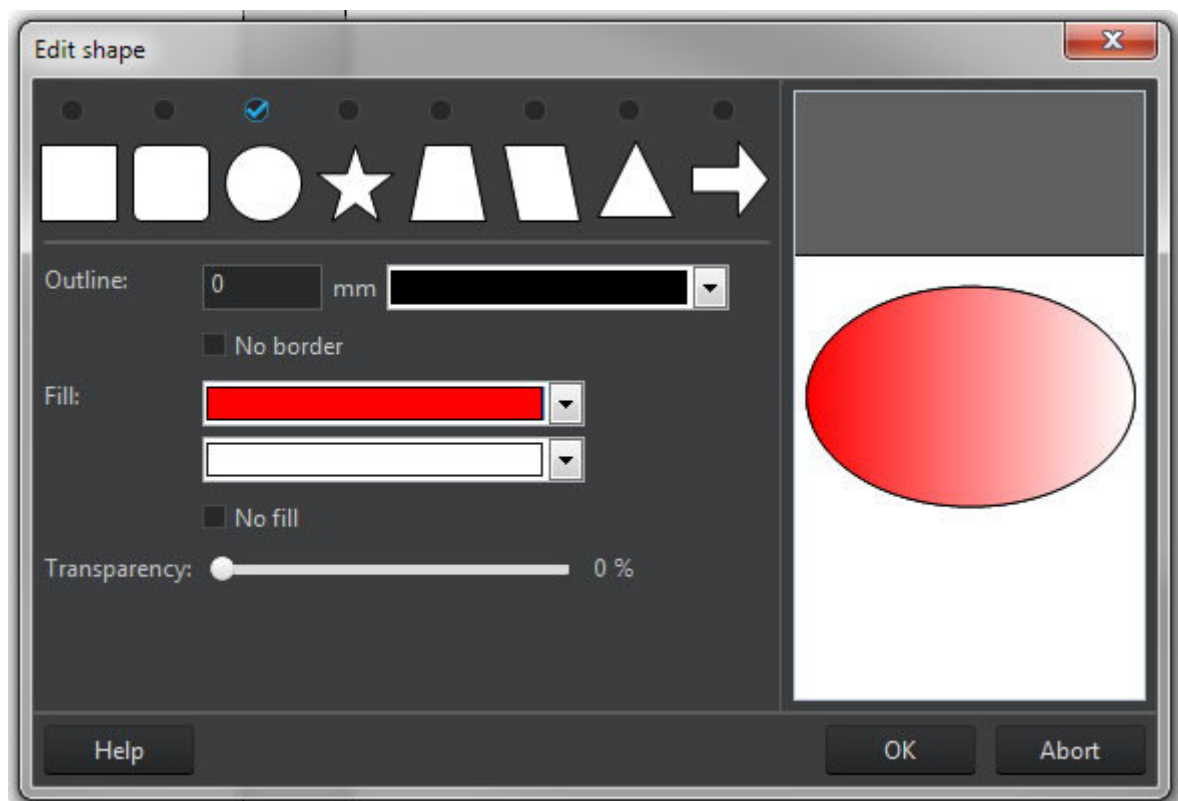 Edit shape
Outline:
0
mm
No border
Fill:
No fill
Transparency:
0 %
Help
OK
Abort